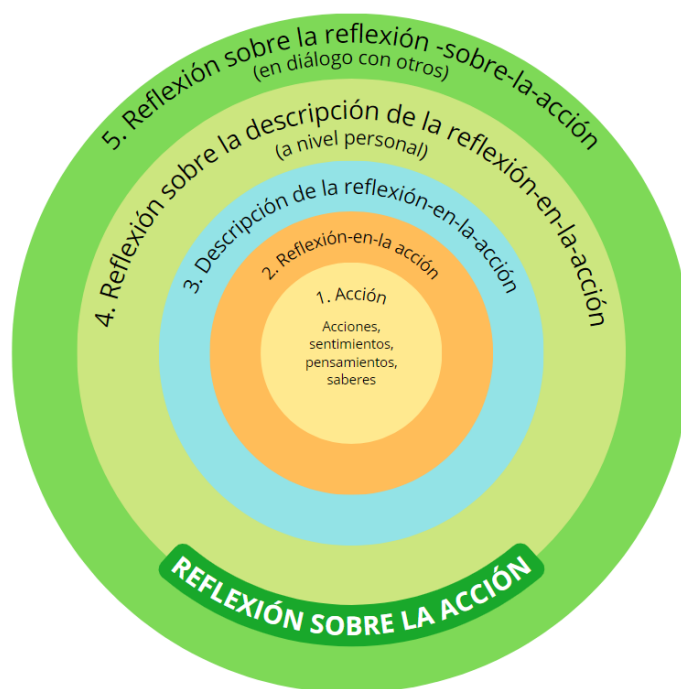 5. Reflexión sobre la reflexión -sobre-la-acción
(en diálogo con otros)
4. Reflexión sobre la descripción de la reflexión-en-la-acción
(a nivel personal)
3. Descripción de la reflexión-en-la-acción
2. Reflexión-en-la acción
1. Acción
Acciones,
sentimientos,
pensamientos,
saberes
REFLEXIÓN SOBRE LA ACCIÓN